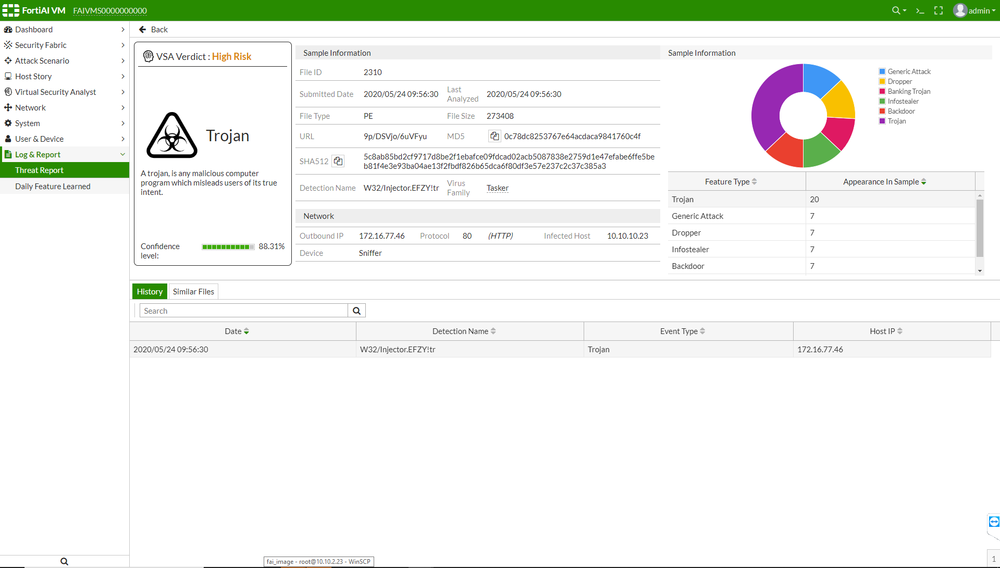 FortiAI VM FAIVMS0000000000 admin
Dashboard
Security Fabric
Attack Scenario
Host Story
Virtual Security Analyst
Network
System
User & Device
Log & Report
Threat Report
Daily Feature Learned
Back
VSA Verdict : High Risk
Trojan
A trojan, is any malicious computer
program which misleads users of its true
intent.
Confidence
level:
88.31%
Sample Information
File ID 2310
Submitted Date 2020/05/24 09:56:30 Last Analyzed 2020/05/24 09:56:30
File Type PE File Size 273408
URL 9p/DSVjo/6uVFyu MD5 0c78dc8253767e64acdaca9841760c4f
SHA512 5c8ab85bd2cf9717d8be2f1ebafce09fdcad02acb5087838e2759d1e47efabe6ffe5be
b81f4e3e93ba04ae13f2fbdf826b65dca6f80df3e57e237c2c37c385a3
Detection Name W32/Injector.EFZY!tr Virus Family Tasker
Network
Outbound IP 172.16.77.46 Protocol 80 (HTTP) Infected Host 10.10.10.23
Device Sniffer
Sample Information
Generic Attack
Dropper
Banking Trojan
Infostealer
Backdoor
Trojan
Feature Type Appearance In Sample
Trojan 20
Generic Attack 7
Dropper 7
Infostealer 7
Backdoor 7
History Similar Files
Search
Date Detection Name Event Type Host IP
2020/05/24 09:56:30 W32/Injector.EFZY!tr Trojan 172.16.77.46
fai_image - root@10.10.2.23 - WinSCP
1